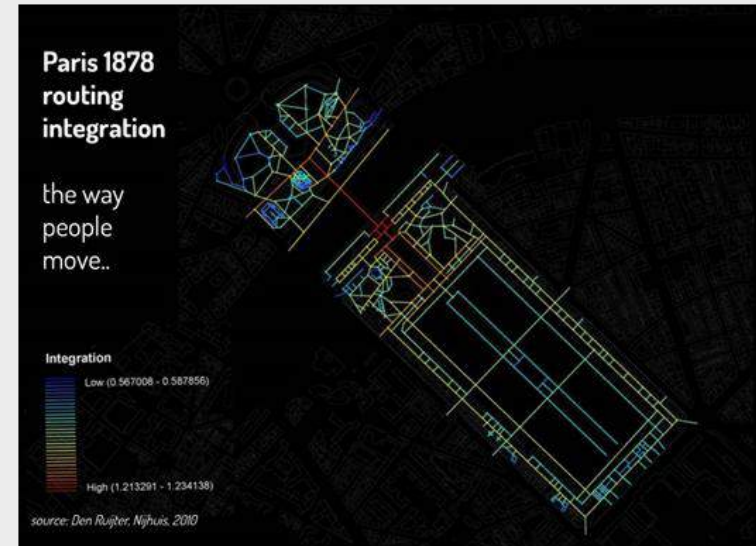 Paris 1878
routing
integration
the way
people
move..
Integration
Low (0.567008 - 0.587856)
High (1.213291 - 1.234138)
source: Den Ruijter, Nijhuis, 2010